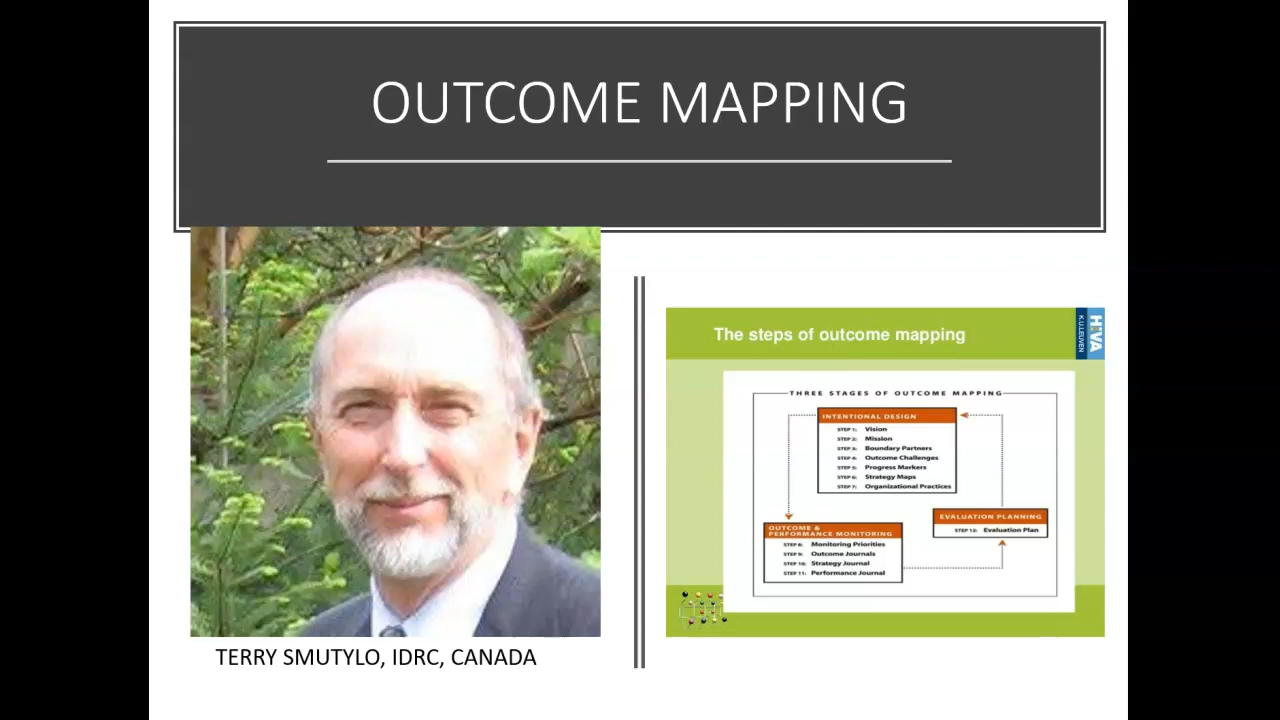 OUTCOME MAPPING
TERRY SMUTYLO, IDRC, CANADA
The steps of outcome mapping
HIVA
K.U.LEUVEN
THREE STAGES OF OUTCOME MAPPING
INTENTIONAL DESIGN
STEP 1: Vision
STEP 2: Mission
STEP 3: Boundary Partners
STEP 4: Outcome Challenges
STEP 5: Progress Markers
STEP 6: Strategy Maps
STEP 7: Organizational Practices
OUTCOME &
PERFORMANCE MONITORING
STEP 8: Monitoring Priorities
STEP 9: Outcome Journals
STEP 10: Strategy Journal
STEP 11: Performance Journal
EVALUATION PLANNING
STEP 12: Evaluation Plan